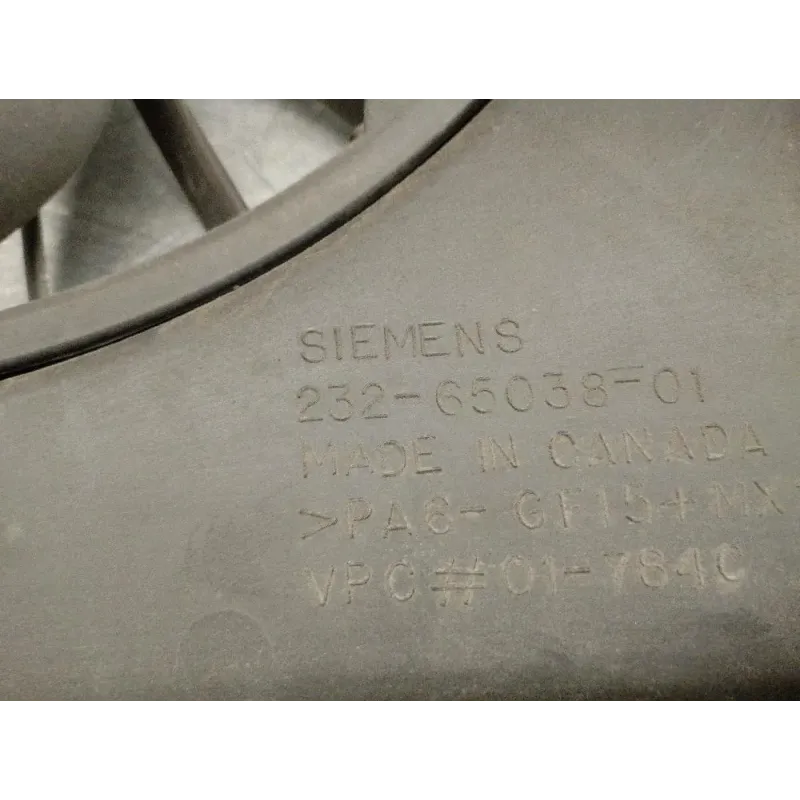 SIEMENS
232-65038-01
MADE IN CANADA
>PA6-GF15+MX
VPC# 01-784C